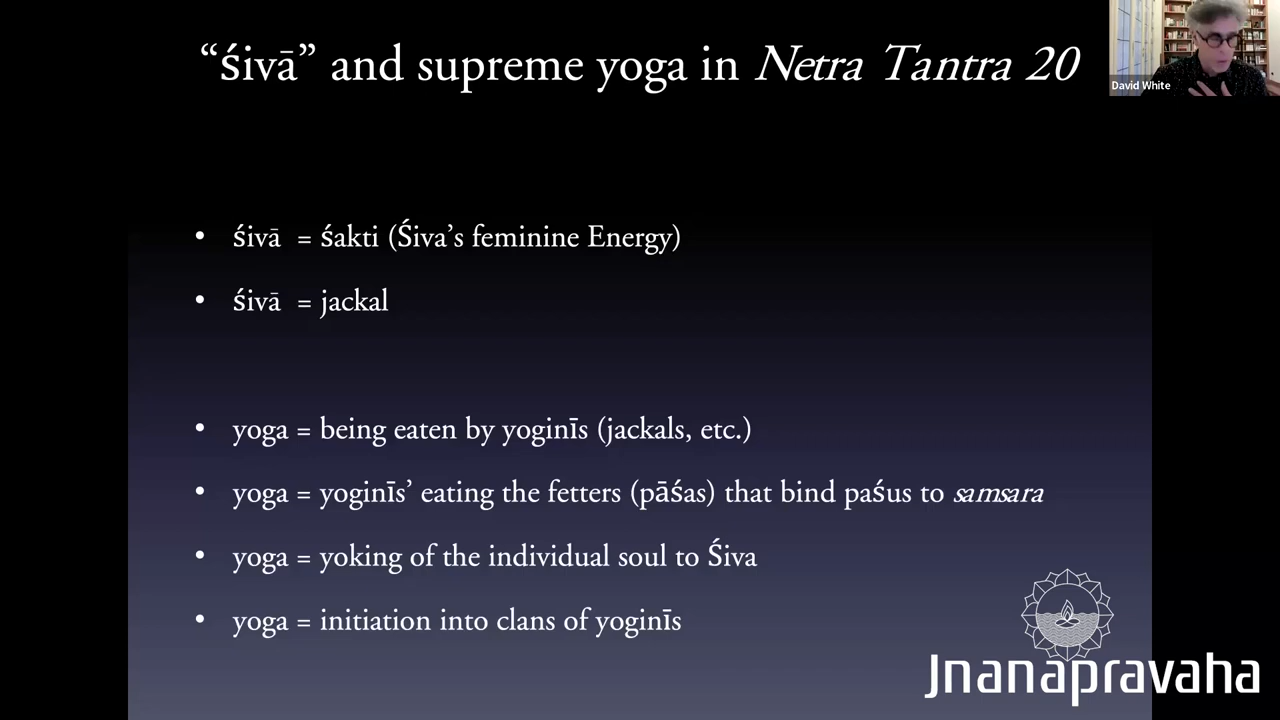 “śivā” and supreme yoga in Netra Tantra 20
David White
• śivā = śakti (Śiva’s feminine Energy)
• śivā = jackal
• yoga = being eaten by yoginīs (jackals, etc.)
• yoga = yoginīs’ eating the fetters (pāśas) that bind paśus to samsara
• yoga = yoking of the individual soul to Śiva
• yoga = initiation into clans of yoginīs
Jnanapravaha